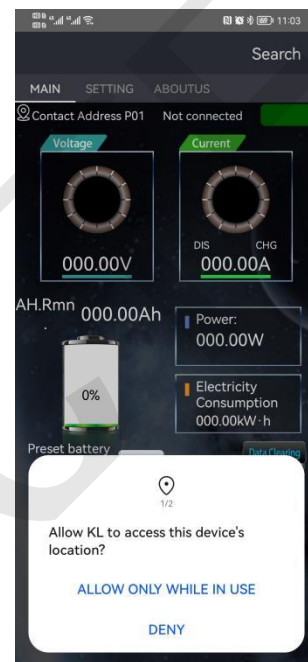 11:03
Search
MAIN SETTING ABOUTUS
Contact Address P01 Not connected
Voltage Current
DIS CHG
000.00V 000.00A
AH.Rmn 000.00Ah
Power:
000.00W
0%
Electricity
Consumption
000.00kW·h
Preset battery
Data Clearing
1/2
Allow KL to access this device's
location?
ALLOW ONLY WHILE IN USE
DENY